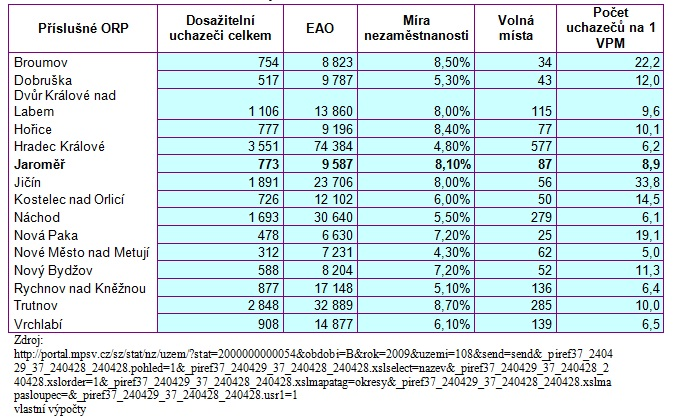 Příslušné ORP Dosažitelní uchazeči celkem EAO Míra nezaměstnanosti Volná místa Počet uchazečů na 1 VPM
Broumov 754 8 823 8,50% 34 22,2
Dobruška 517 9 787 5,30% 43 12,0
Dvůr Králové nad Labem 1 106 13 860 8,00% 115 9,6
Hořice 777 9 196 8,40% 77 10,1
Hradec Králové 3 551 74 384 4,80% 577 6,2
Jaroměř 773 9 587 8,10% 87 8,9
Jičín 1 891 23 706 8,00% 56 33,8
Kostelec nad Orlicí 726 12 102 6,00% 50 14,5
Náchod 1 693 30 640 5,50% 279 6,1
Nová Paka 478 6 630 7,20% 25 19,1
Nové Město nad Metují 312 7 231 4,30% 62 5,0
Nový Bydžov 588 8 204 7,20% 52 11,3
Rychnov nad Kněžnou 877 17 148 5,10% 136 6,4
Trutnov 2 848 32 889 8,70% 285 10,0
Vrchlabí 908 14 877 6,10% 139 6,5
Zdroj:
http://portal.mpsv.cz/sz/stat/nz/uzem/?stat=2000000000054&obdobi=B&rok=2009&uzemi=108&send=send&_piref37_2404
29_37_240428_240428.pohled=1&_piref37_240429_37_240428_240428.xslselect=nazev&_piref37_240429_37_240428_2
40428.xslorder=1&_piref37_240429_37_240428_240428.xslmapatag=okresy&_piref37_240429_37_240428_240428.xslma
pasloupec=&_piref37_240429_37_240428_240428.usr1=1
vlastní výpočty